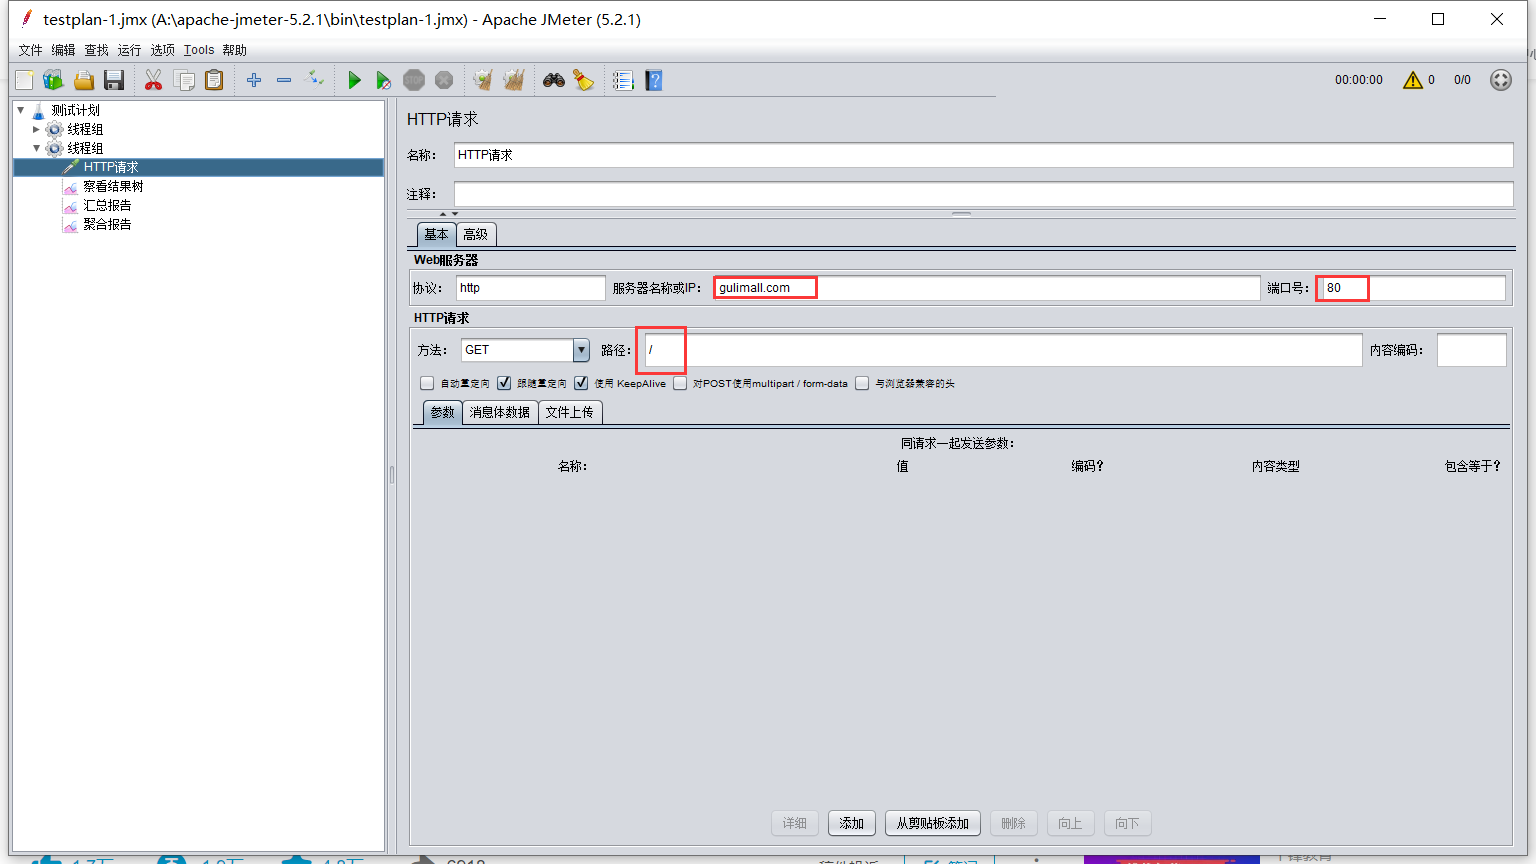 testplan-1.jmx (A:\apache-jmeter-5.2.1\bin\testplan-1.jmx) - Apache JMeter (5.2.1)
文件 编辑 查找 运行 选项 Tools 帮助
STOP
00:00:00 0 0/0
测试计划
线程组
线程组
HTTP请求
察看结果树
汇总报告
聚合报告
HTTP请求
名称： HTTP请求
注释：
基本 高级
Web服务器
协议： http 服务器名称或IP： gulimall.com 端口号： 80
HTTP请求
方法： GET 路径： / 内容编码：
自动重定向 跟随重定向 使用 KeepAlive 对POST使用multipart / form-data 与浏览器兼容的头
参数 消息体数据 文件上传
同请求一起发送参数：
名称： 值 编码？ 内容类型 包含等于？
详细 添加 从剪贴板添加 删除 向上 向下